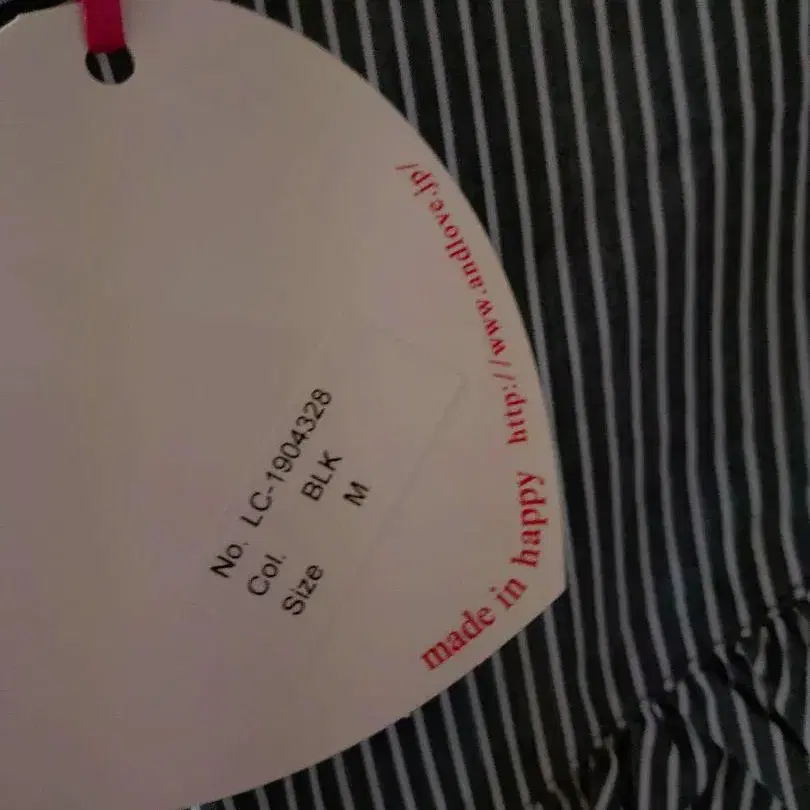 No. LC-1904328
Col. BLK
Size M
made in happy http://www.andlove.jp/